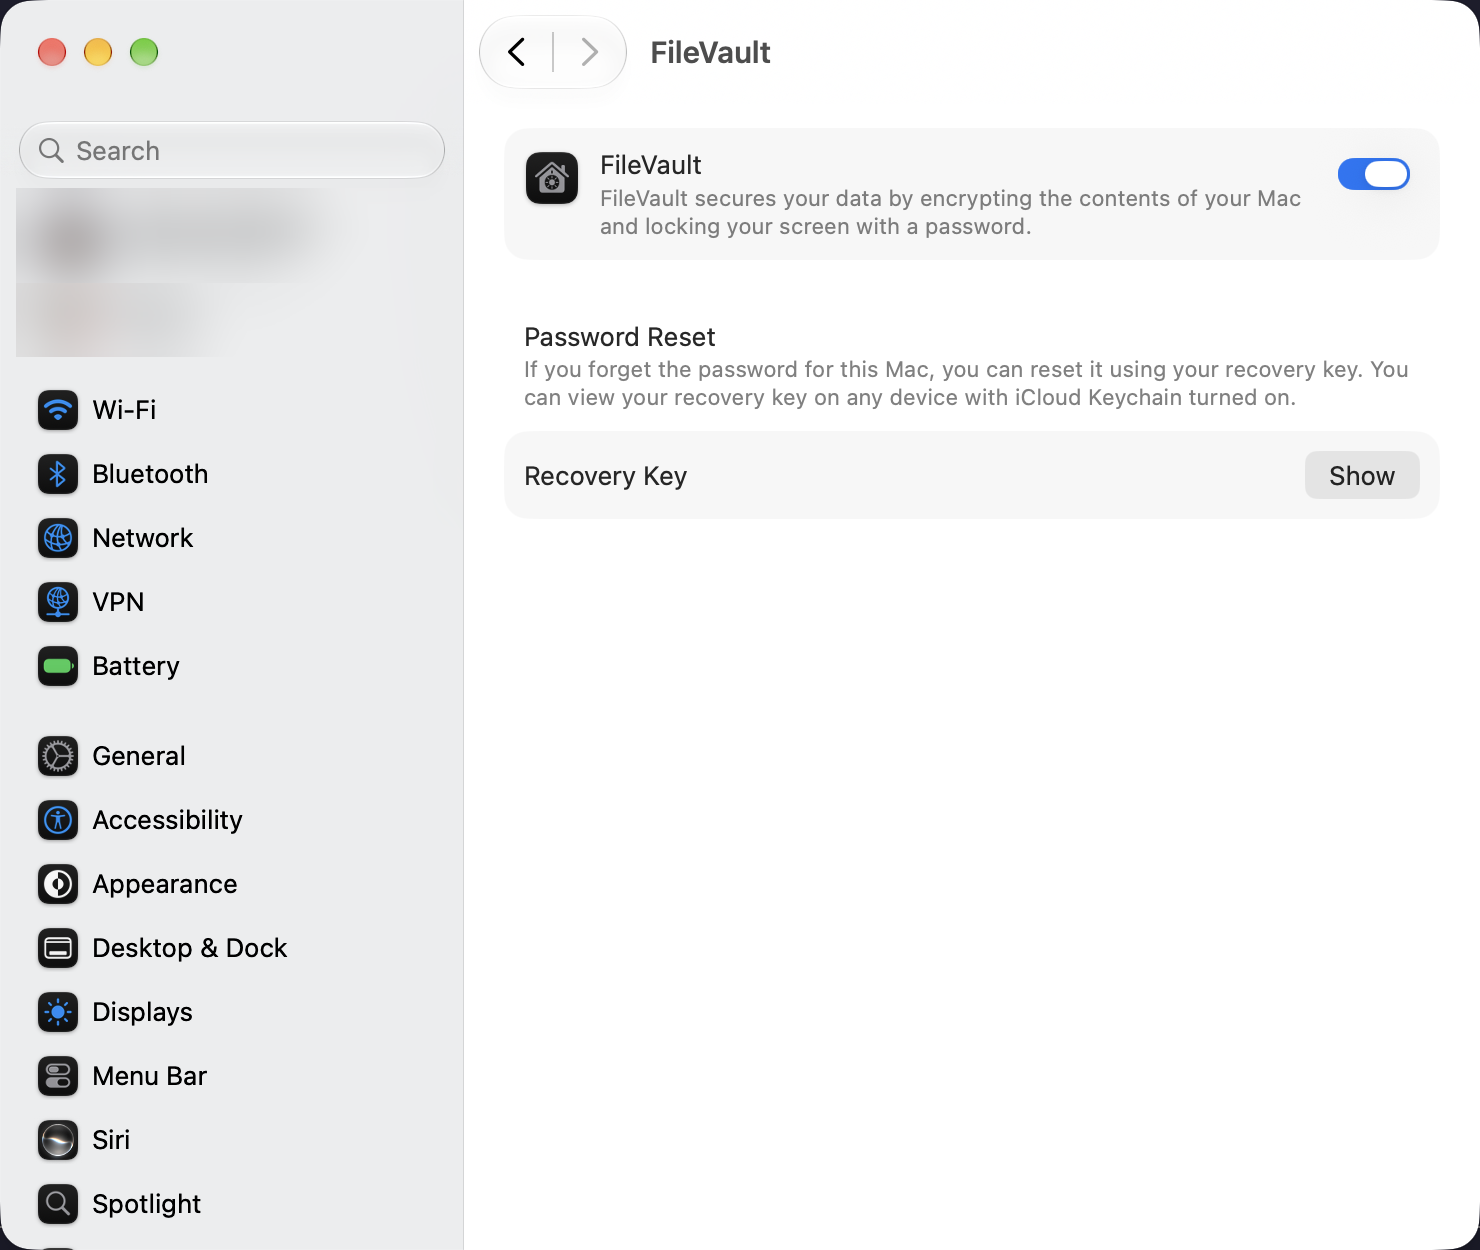 Search
Wi-Fi
Bluetooth
Network
VPN
Battery
General
Accessibility
Appearance
Desktop & Dock
Displays
Menu Bar
Siri
Spotlight
FileVault
FileVault
FileVault secures your data by encrypting the contents of your Mac
and locking your screen with a password.
Password Reset
If you forget the password for this Mac, you can reset it using your recovery key. You
can view your recovery key on any device with iCloud Keychain turned on.
Recovery Key
Show